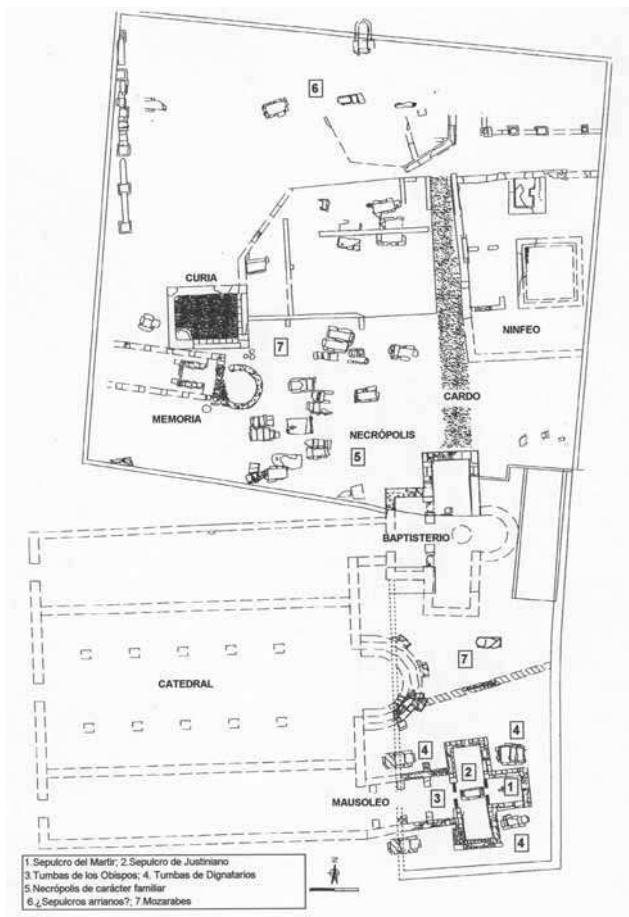 6
CURIA
NINFEO
7
CARDO
MEMORIA
NECRÓPOLIS
5
BAPTISTERIO
7
CATEDRAL
4
4
2
1
3
MAUSOLEO
4
N
1.Sepulcro del Martir; 2.Sepulcro de Justiniano
3.Tumbas de los Obispos; 4. Tumbas de Dignatarios
5.Necrópolis de carácter familiar
6.¿Sepulcros arrianos?; 7.Mozarabes